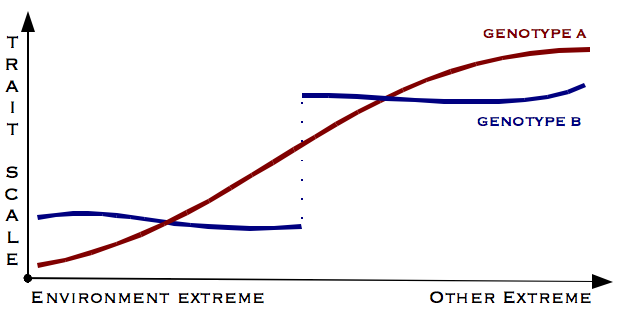 TRAIT SCALE
GENOTYPE A
GENOTYPE B
ENVIRONMENT EXTREME
OTHER EXTREME